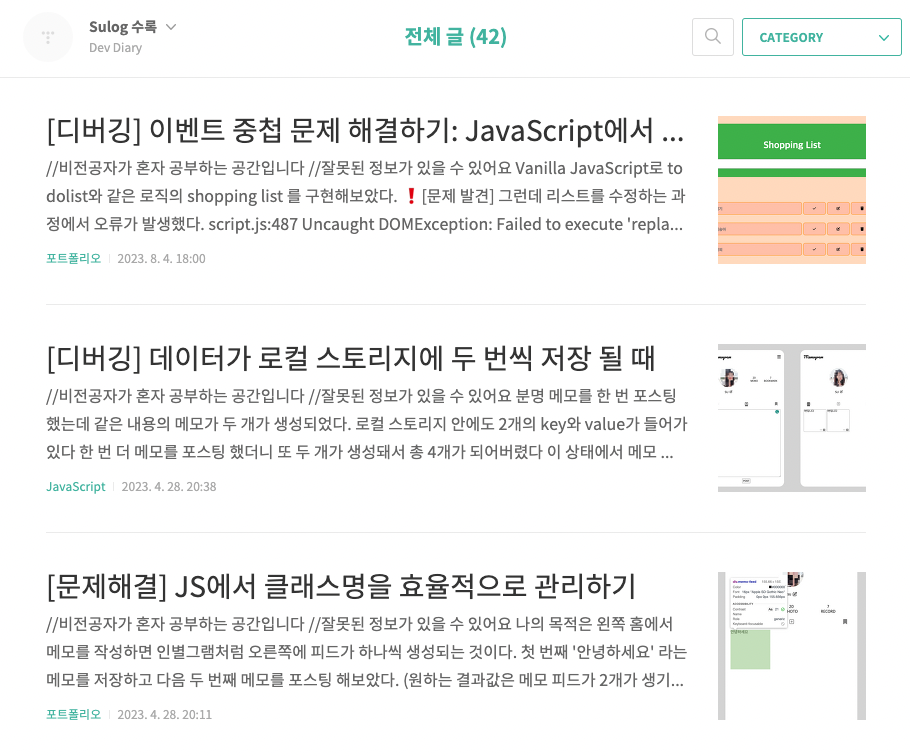 Sulog 수록
Dev Diary
전체 글 (42)
CATEGORY
[디버깅] 이벤트 중첩 문제 해결하기: JavaScript에서 ...
//비전공자가 혼자 공부하는 공간입니다 //잘못된 정보가 있을 수 있어요 Vanilla JavaScript로 to
dolist와 같은 로직의 shopping list 를 구현해보았다. ❗ [문제 발견] 그런데 리스트를 수정하는 과
정에서 오류가 발생했다. script.js:487 Uncaught DOMException: Failed to execute 'repla...
포트폴리오 2023. 8. 4. 18:00
Shopping List
[디버깅] 데이터가 로컬 스토리지에 두 번씩 저장 될 때
//비전공자가 혼자 공부하는 공간입니다 //잘못된 정보가 있을 수 있어요 분명 메모를 한 번 포스팅
했는데 같은 내용의 메모가 두 개가 생성되었다. 로컬 스토리지 안에도 2개의 key와 value가 들어가
있다 한 번 더 메모를 포스팅 했더니 또 두 개가 생성돼서 총 4개가 되어버렸다 이 상태에서 메모 ...
JavaScript 2023. 4. 28. 20:38
[문제해결] JS에서 클래스명을 효율적으로 관리하기
//비전공자가 혼자 공부하는 공간입니다 //잘못된 정보가 있을 수 있어요 나의 목적은 왼쪽 홈에서
메모를 작성하면 인별그램처럼 오른쪽에 피드가 하나씩 생성되는 것이다. 첫 번째 '안녕하세요' 라는
메모를 저장하고 다음 두 번째 메모를 포스팅 해보았다. (원하는 결과값은 메모 피드가 2개가 생기...
포트폴리오 2023. 4. 28. 20:11